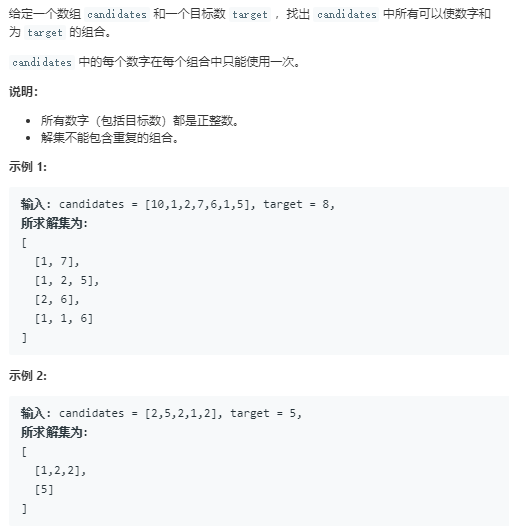 给定一个数组 candidates 和一个目标数 target ，找出 candidates 中所有可以使数字和
为 target 的组合。
candidates 中的每个数字在每个组合中只能使用一次。
说明：
所有数字（包括目标数）都是正整数。
解集不能包含重复的组合。
示例 1:
输入: candidates = [10,1,2,7,6,1,5], target = 8,
所求解集为:
[
[1, 7],
[1, 2, 5],
[2, 6],
[1, 1, 6]
]
示例 2:
输入: candidates = [2,5,2,1,2], target = 5,
所求解集为:
[
[1,2,2],
[5]
]